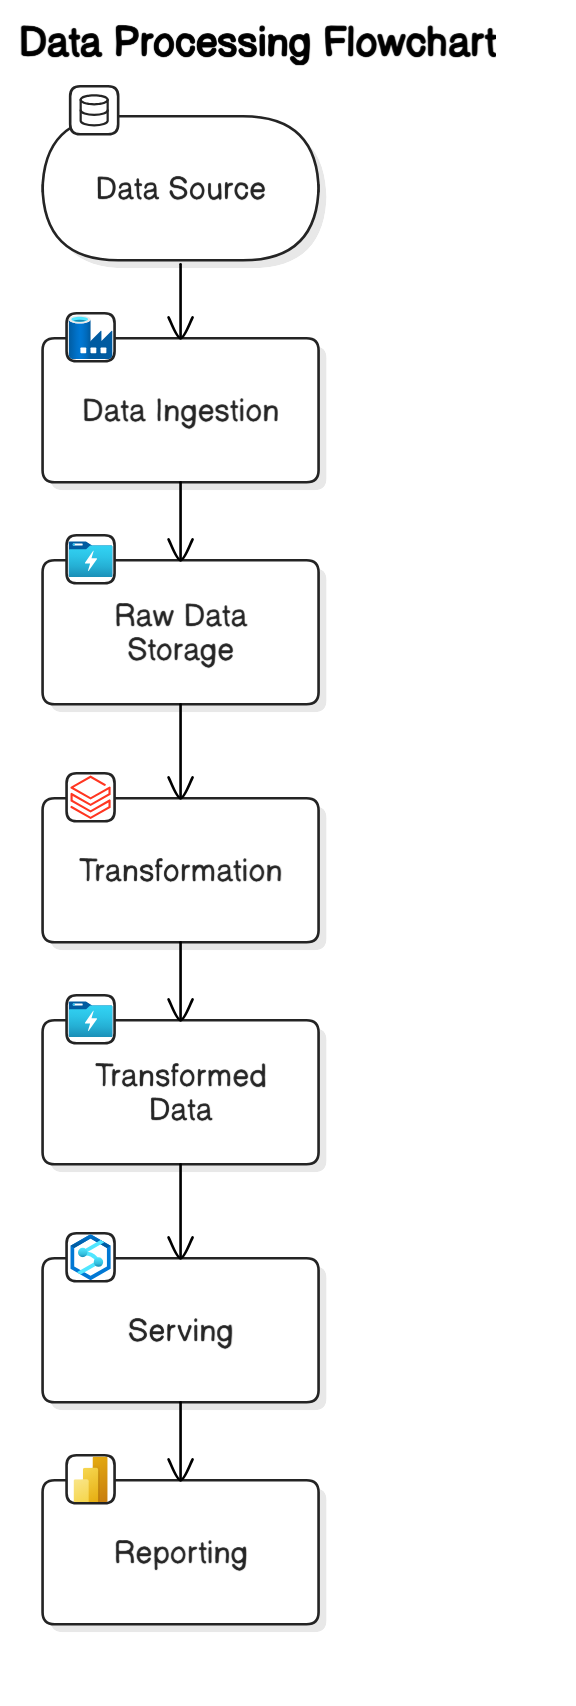 Data Processing Flowchart
Data Source
Data Ingestion
Raw Data
Storage
Transformation
Transformed
Data
Serving
Reporting